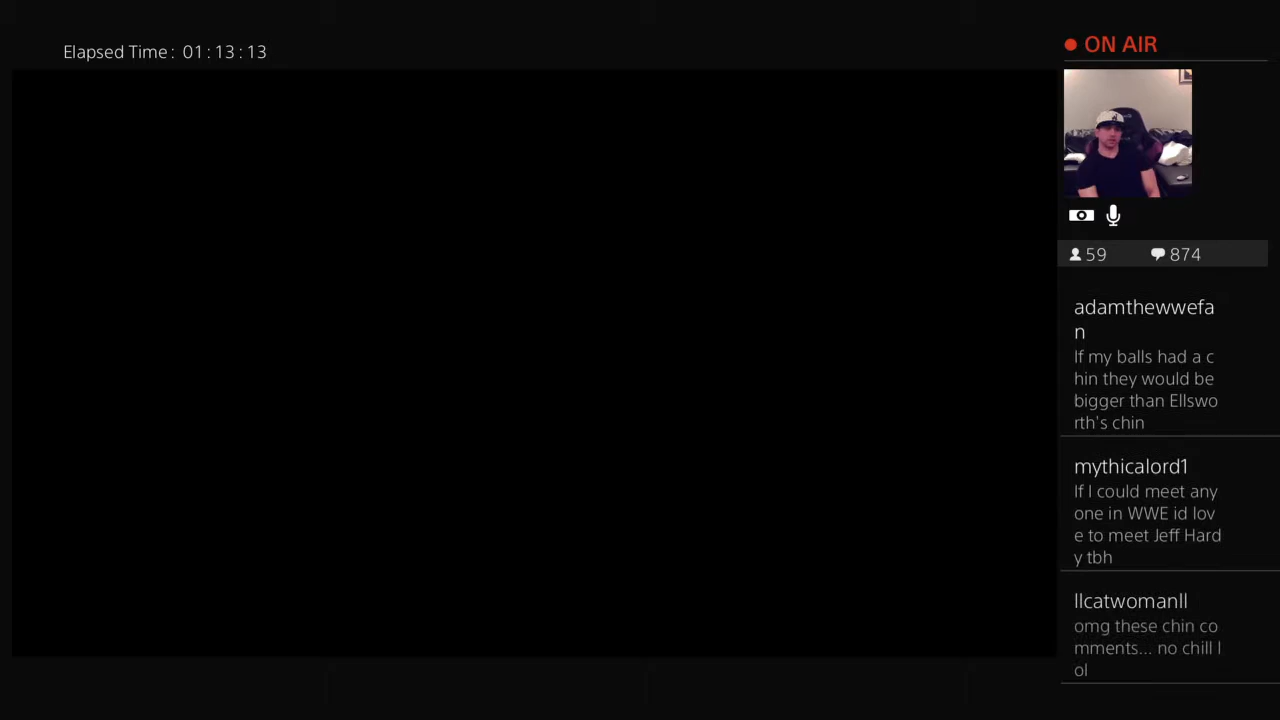 Elapsed Time: 01:13:13
ON AIR
59 874
adamthewwefa
n
If my balls had a c
hin they would be
bigger than Ellswo
rth's chin
mythicalord1
If I could meet any
one in WWE id lov
e to meet Jeff Hard
y tbh
llcatwomanll
omg these chin co
mments... no chill l
ol